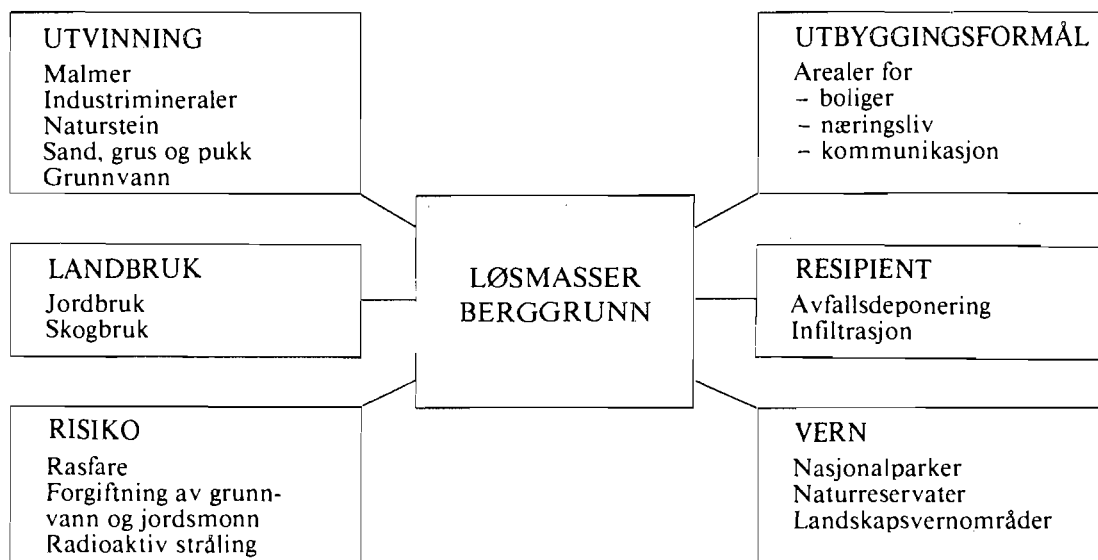 UTVINNING
Malmer
Industrimineraler
Naturstein
Sand, grus og pukk
Grunnvann
LANDBRUK
Jordbruk
Skogbruk
RISIKO
Rasfare
Forgiftning av grunn-
vann og jordsmonn
Radioaktiv stråling
LØSMASSER
BERGGRUNN
UTBYGGINGSFORMÅL
Arealer for
– boliger
– næringsliv
– kommunikasjon
RESIPIENT
Avfallsdeponering
Infiltrasjon
VERN
Nasjonalparker
Naturreservater
Landskapsvernområder